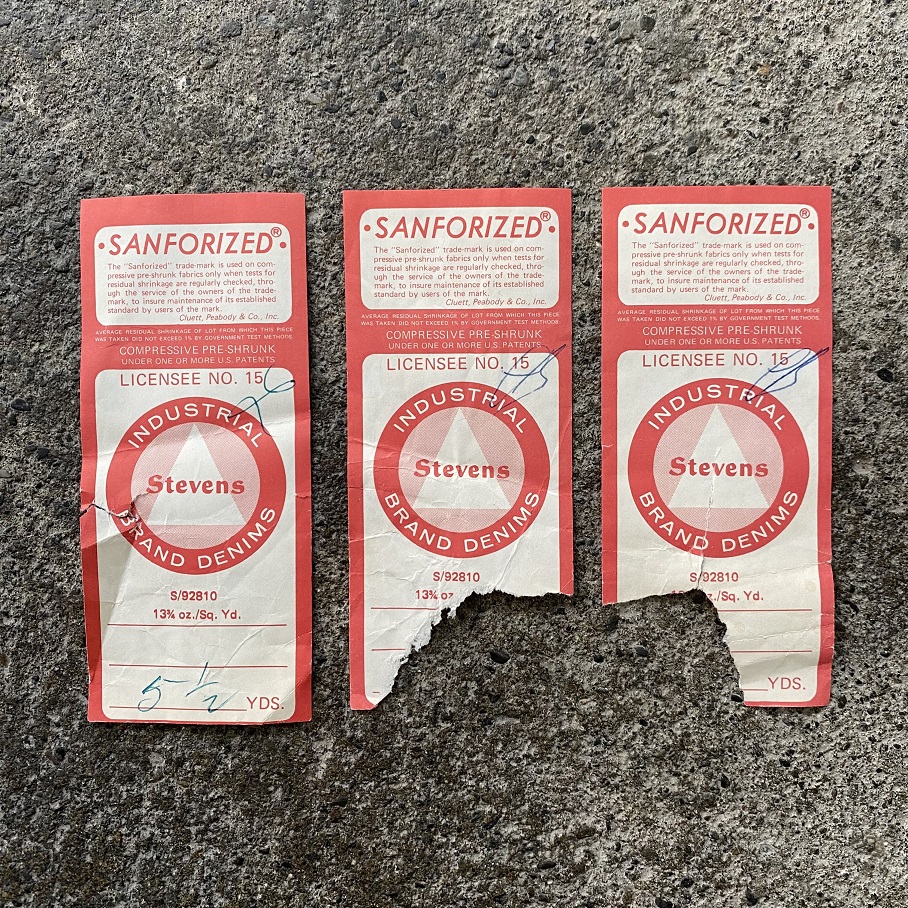 • SANFORIZED® •
The "Sanforized" trade-mark is used on com-
pressive pre-shrunk fabrics only when tests for
residual shrinkage are regularly checked, thro-
ugh the service of the owners of the trade-
mark, to insure maintenance of its established
standard by users of the mark.
Cluett, Peabody & Co., Inc.
AVERAGE RESIDUAL SHRINKAGE OF LOT FROM WHICH THIS PIECE
WAS TAKEN DID NOT EXCEED 1% BY GOVERNMENT TEST METHODS
COMPRESSIVE PRE-SHRUNK
UNDER ONE OR MORE U.S. PATENTS
LICENSEE NO. 15
INDUSTRIAL
Stevens
BRAND DENIMS
S/92810
13¾ oz./Sq. Yd.
5 1/2 YDS.
• SANFORIZED® •
The "Sanforized" trade-mark is used on com-
pressive pre-shrunk fabrics only when tests for
residual shrinkage are regularly checked, thro-
ugh the service of the owners of the trade-
mark, to insure maintenance of its established
standard by users of the mark.
Cluett, Peabody & Co., Inc.
AVERAGE RESIDUAL SHRINKAGE OF LOT FROM WHICH THIS PIECE
WAS TAKEN DID NOT EXCEED 1% BY GOVERNMENT TEST METHODS
COMPRESSIVE PRE-SHRUNK
UNDER ONE OR MORE U.S. PATENTS
LICENSEE NO. 15
INDUSTRIAL
Stevens
BRAND DENIMS
S/92810
13¾ oz.
• SANFORIZED® •
The "Sanforized" trade-mark is used on com-
pressive pre-shrunk fabrics only when tests for
residual shrinkage are regularly checked, thro-
ugh the service of the owners of the trade-
mark, to insure maintenance of its established
standard by users of the mark.
Cluett, Peabody & Co., Inc.
AVERAGE RESIDUAL SHRINKAGE OF LOT FROM WHICH THIS PIECE
WAS TAKEN DID NOT EXCEED 1% BY GOVERNMENT TEST METHODS
COMPRESSIVE PRE-SHRUNK
UNDER ONE OR MORE U.S. PATENTS
LICENSEE NO. 15
INDUSTRIAL
Stevens
BRAND DENIMS
S/92810
/Sq. Yd.
YDS.